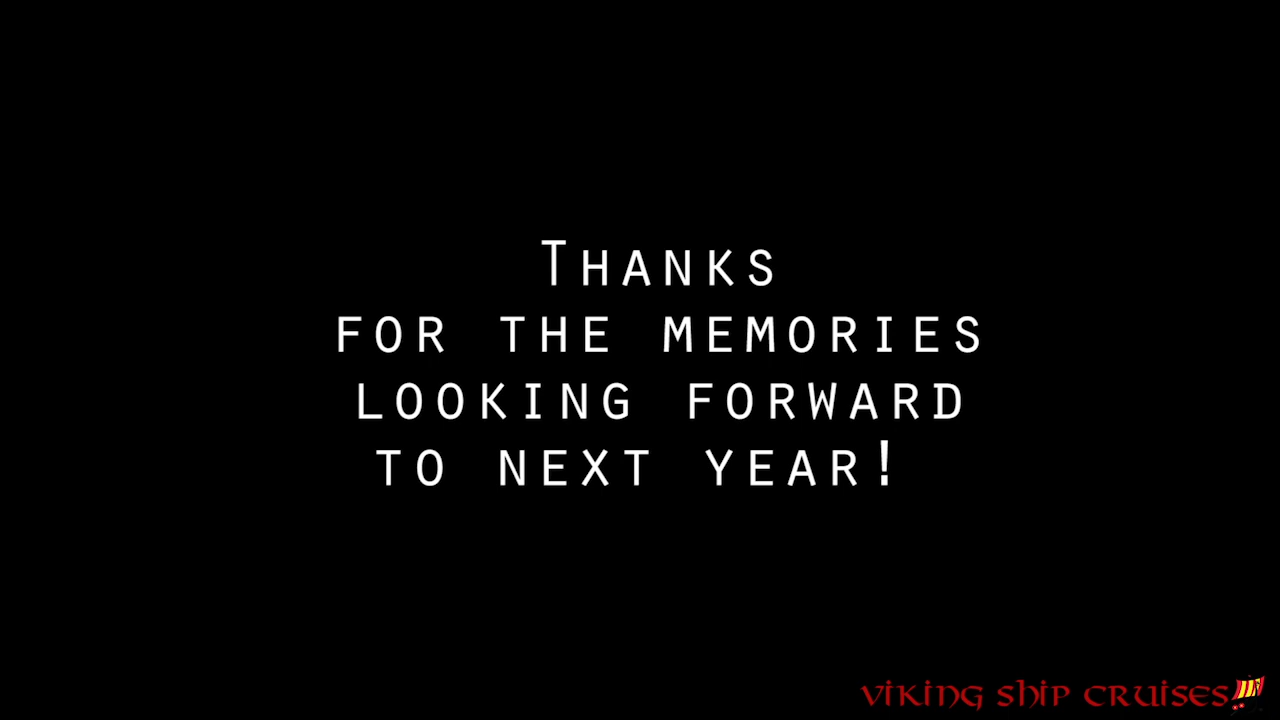 Thanks
for the memories
looking forward
to next year!
viking ship cruises